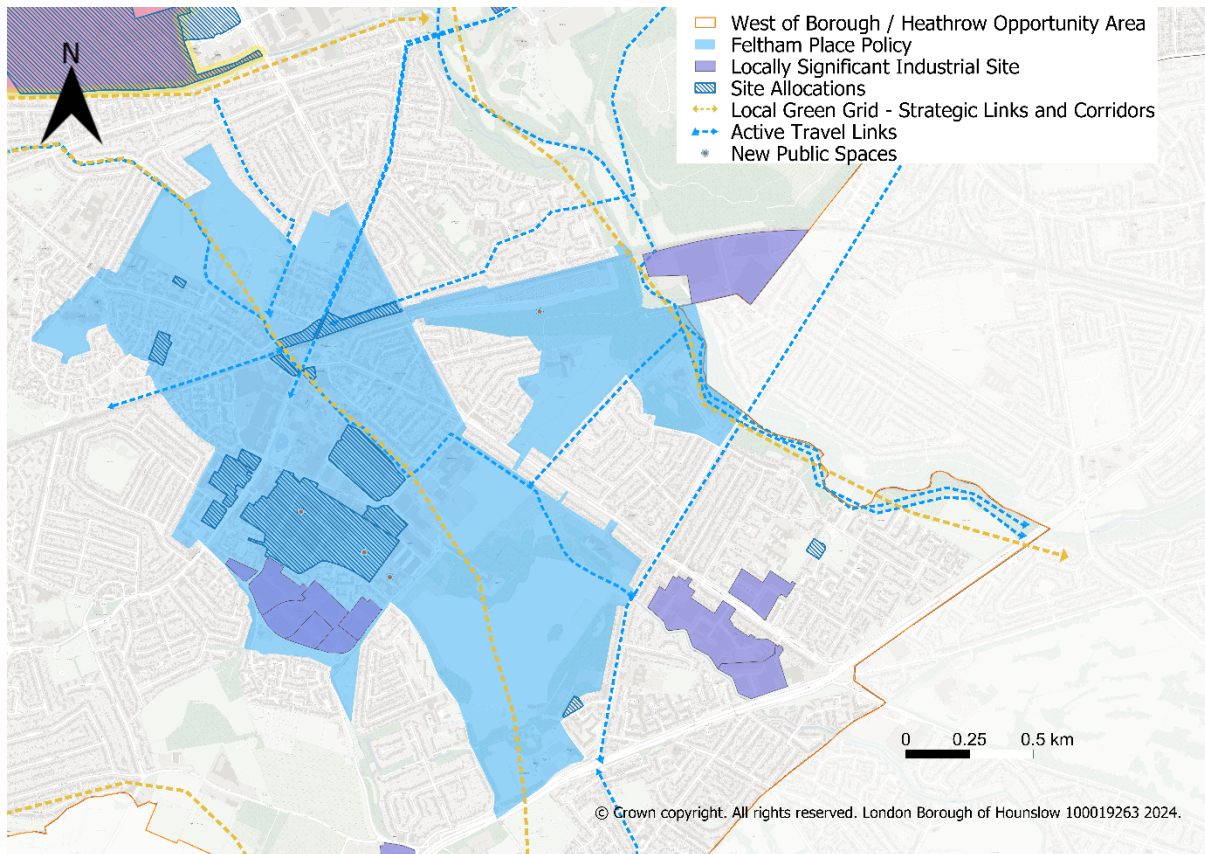 N
West of Borough / Heathrow Opportunity Area
Feltham Place Policy
Locally Significant Industrial Site
Site Allocations
Local Green Grid - Strategic Links and Corridors
Active Travel Links
New Public Spaces
0 0.25 0.5 km
© Crown copyright. All rights reserved. London Borough of Hounslow 100019263 2024.